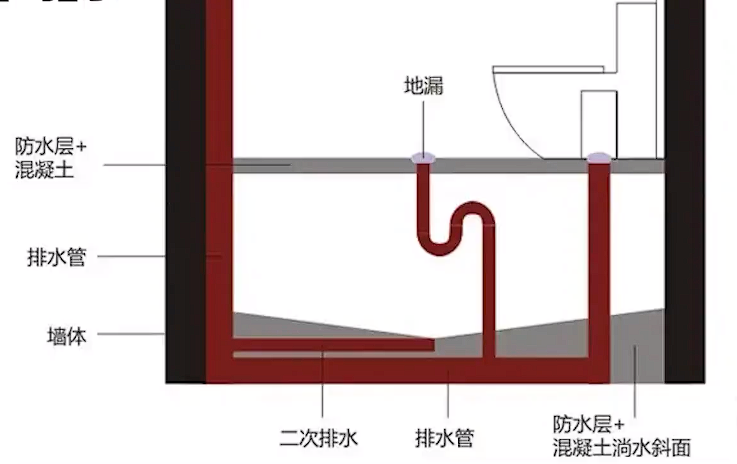 地漏
防水层+
混凝土
排水管
墙体
二次排水
排水管
防水层+
混凝土淌水斜面